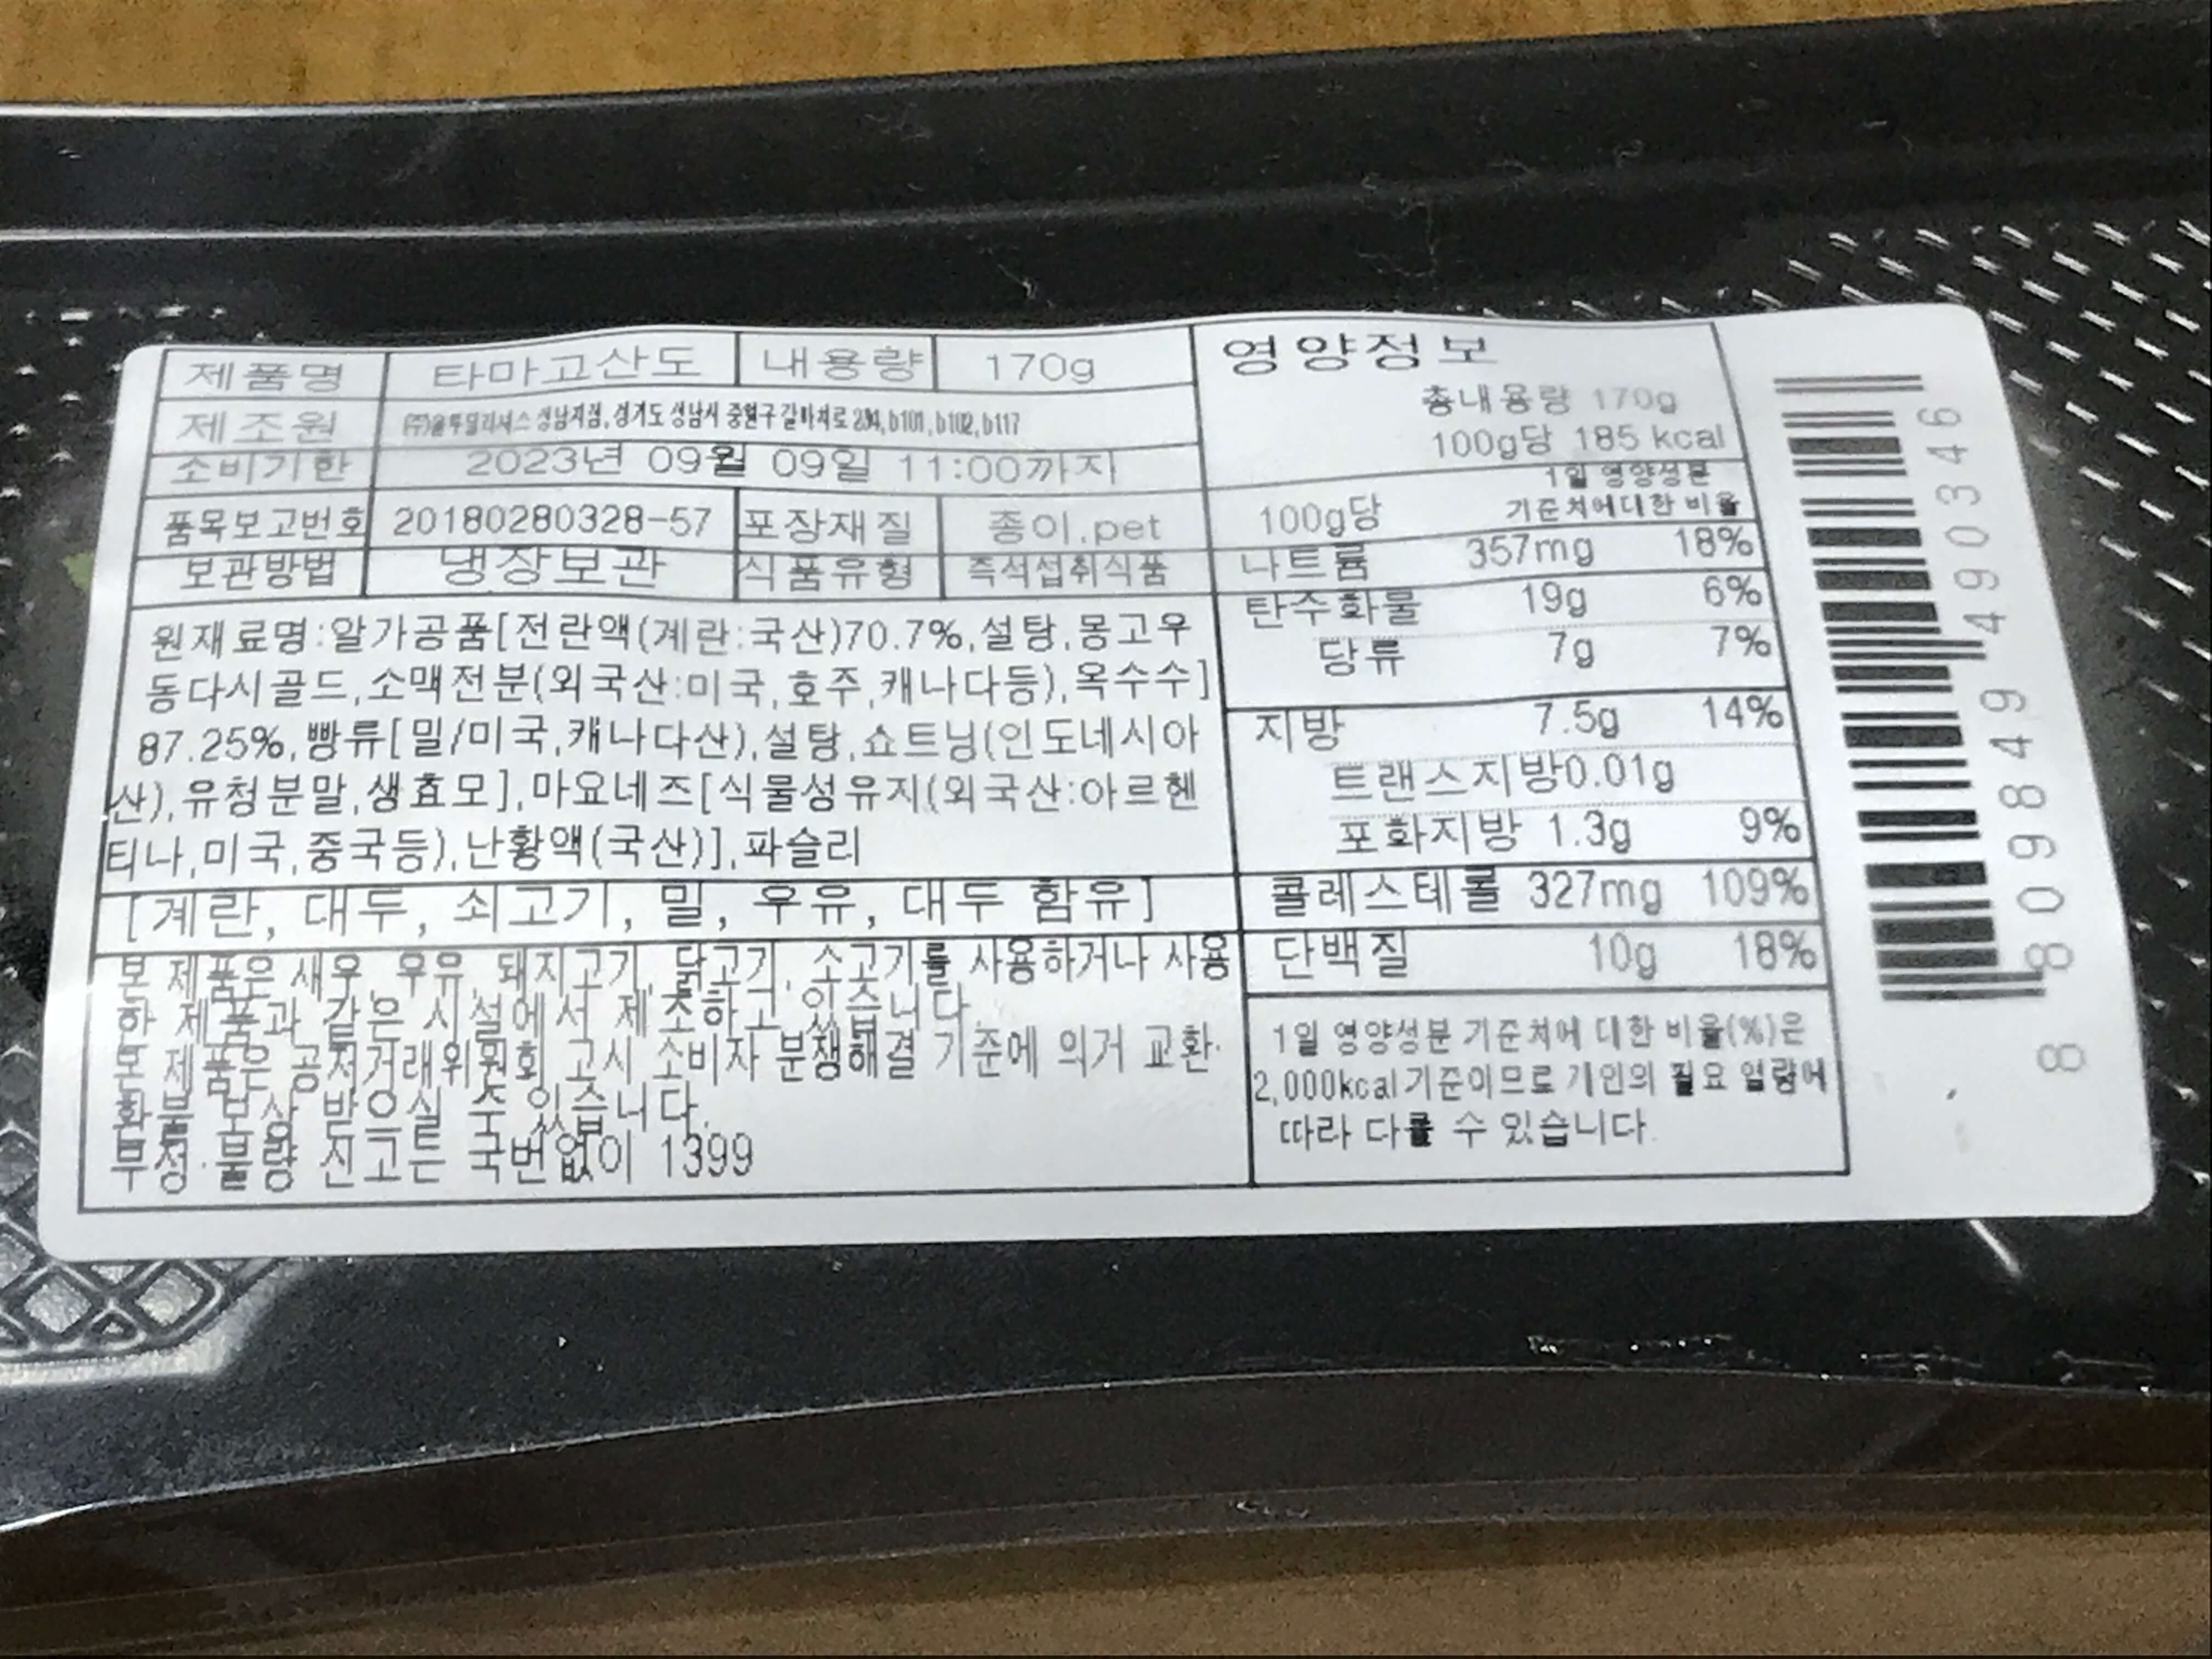 제품명 타마고산도 내용량 170g
제조원 성남지점, 경기도 성남시 중원구 갈마치로 b101, b102, b117
소비기한 2023년 09월 09일 11:00까지
품목보고번호 20180280328-57 포장재질 종이.pet
보관방법 냉장보관 식품유형 즉석섭취식품
원재료명:알가공품[전란액(계란:국산)70.7%,설탕,몽고우
동다시골드,소맥전분(외국산:미국,호주,캐나다등),옥수수]
87.25%,빵류[밀/미국,캐나다산),설탕,쇼트닝(인도네시아
산),유청분말,생효모],마요네즈[식물성유지(외국산:아르헨
티나,미국,중국등),난황액(국산)],파슬리
[계란, 대두, 쇠고기, 밀, 우유, 대두 함유]
본 제품은 새우, 우유, 돼지고기, 닭고기, 소고기를 사용하거나 사용
한 제품과 같은 시설에서 제조하고 있습니다.
본 제품은 공정거래위원회 고시 소비자 분쟁해결 기준에 의거 교환·
환불 보상 받으실 수 있습니다.
부정·불량 신고는 국번없이 1399
영양정보
총내용량 170g
100g당 185 kcal
100g당 1일 영양성분
기준치에대한 비율
나트륨 357mg 18%
탄수화물 19g 6%
당류 7g 7%
지방 7.5g 14%
트랜스지방0.01g
포화지방 1.3g 9%
콜레스테롤 327mg 109%
단백질 10g 18%
1일 영양성분 기준치에 대한 비율(%)은
2,000kcal기준이므로 개인의 필요 열량에
따라 다를 수 있습니다.
8 809849 490346